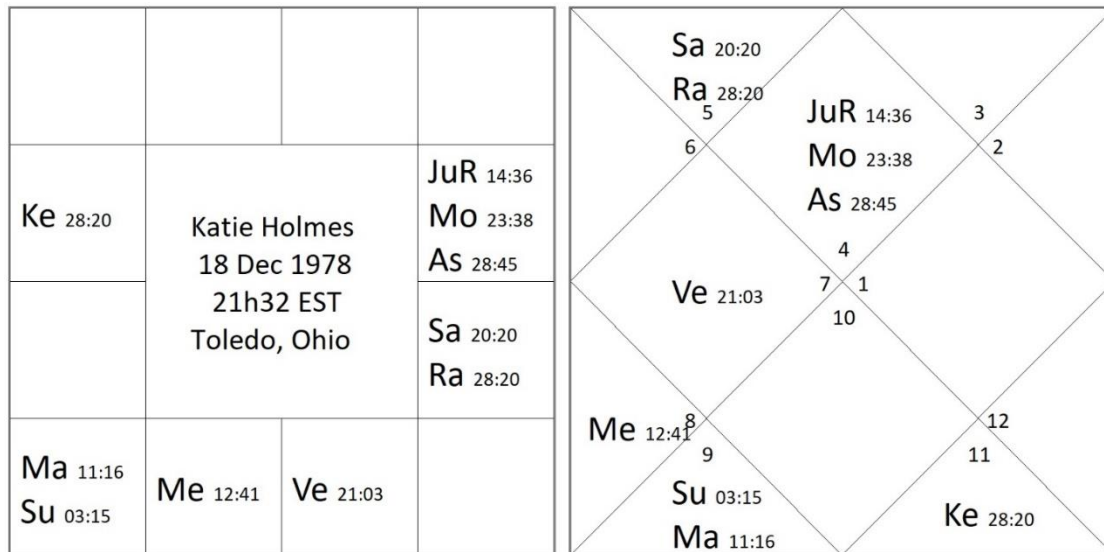 Ke 28:20
JuR 14:36
Mo 23:38
As 28:45
Katie Holmes
18 Dec 1978
21h32 EST
Toledo, Ohio
Sa 20:20
Ra 28:20
Ma 11:16
Su 03:15
Me 12:41
Ve 21:03
Sa 20:20
Ra 28:20
5
6
JuR 14:36
Mo 23:38
As 28:45
4
3
2
Ve 21:03
7
1
10
Me 12:41
8
9
Su 03:15
Ma 11:16
12
11
Ke 28:20